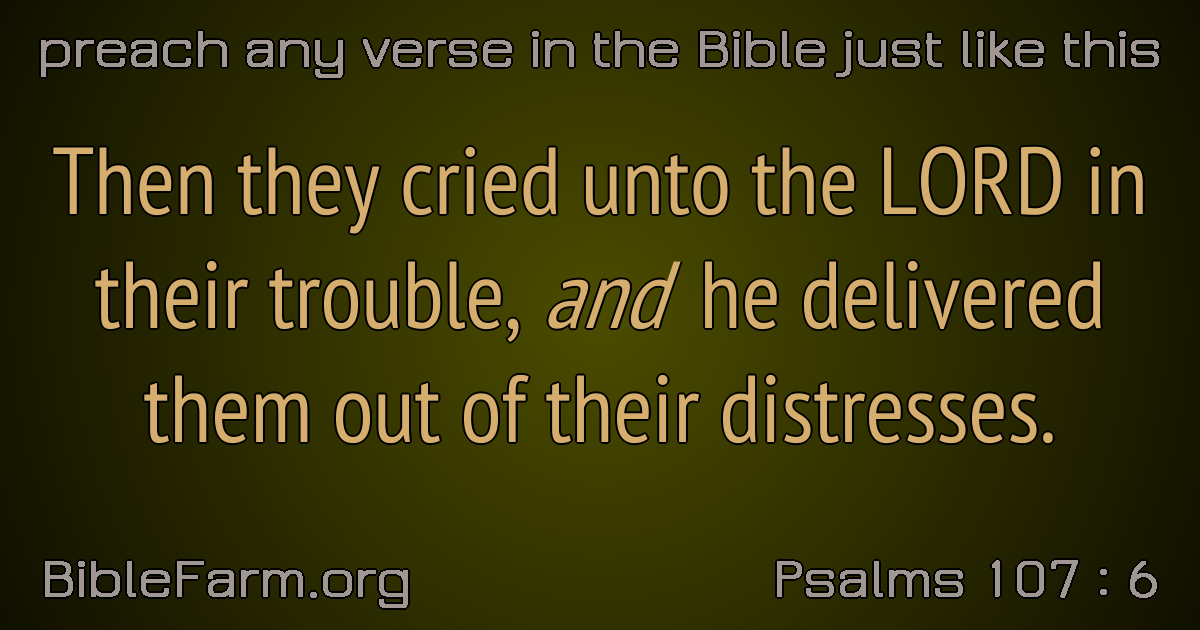 preach any verse in the Bible just like this
Then they cried unto the LORD in
their trouble, and he delivered
them out of their distresses.
BibleFarm.org
Psalms 107 : 6